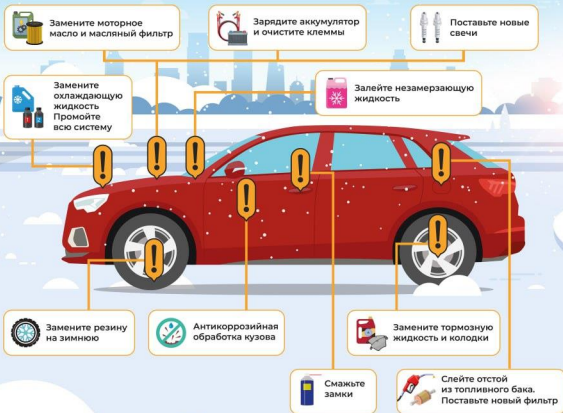 Замените моторное
масло и масляный фильтр
Зарядите аккумулятор
и очистите клеммы
Поставьте новые
свечи
Замените
охлаждающую
жидкость
Промойте
всю систему
Залейте незамерзающую
жидкость
Замените резину
на зимнюю
Антикоррозийная
обработка кузова
Замените тормозную
жидкость и колодки
Смажьте
замки
Слейте отстой
из топливного бака.
Поставьте новый фильтр